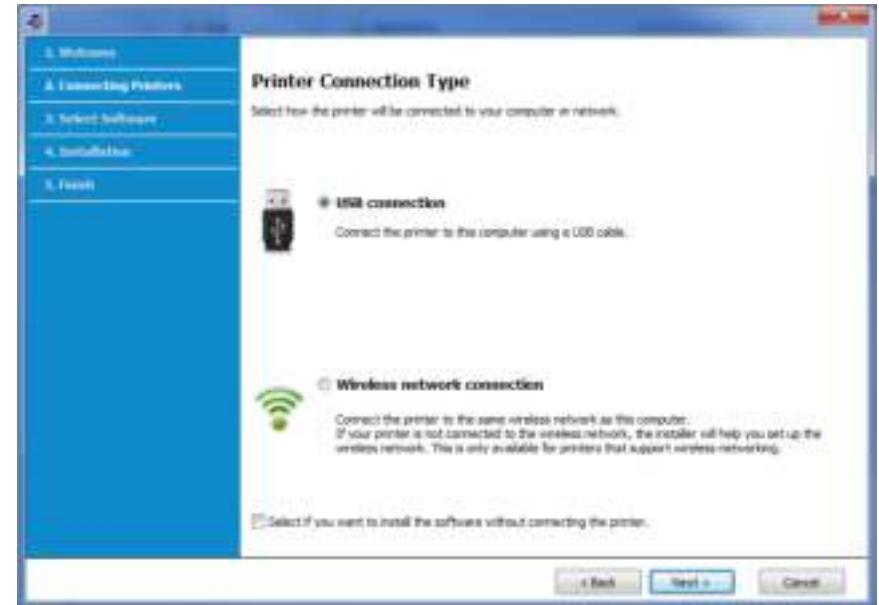 1. Welcome
2. Connecting Printers
3. Select Software
4. Installation
5. Finish
Printer Connection Type
Select how the printer will be connected to your computer or network.
USB connection
Connect the printer to this computer using a USB cable.
Wireless network connection
Connect the printer to the same wireless network as this computer.
If your printer is not connected to the wireless network, the installer will help you set up the
wireless network. This is only available for printers that support wireless networking.
Select if you want to install the software without connecting the printer.
< Back
Next >
Cancel